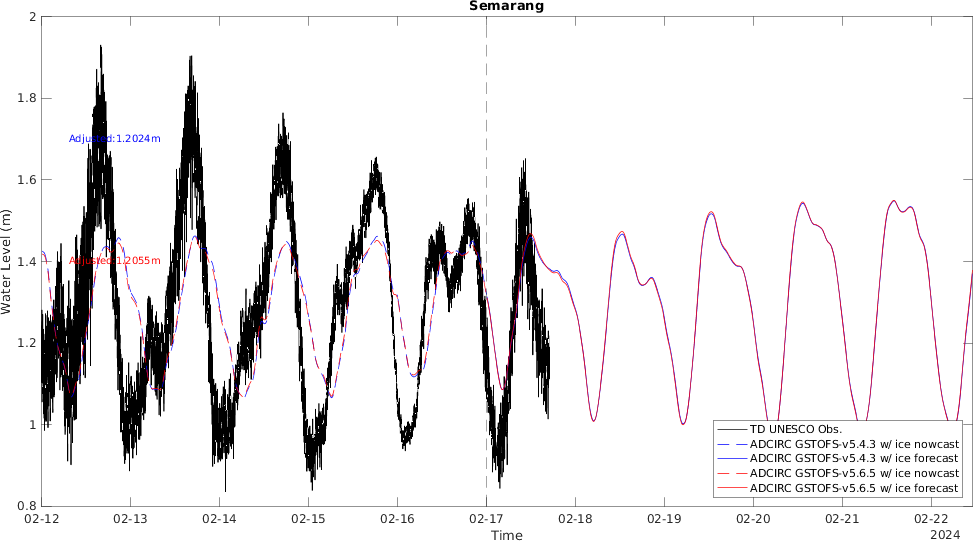 Semarang
2
1.8
1.6
1.4
1.2
1
0.8
Water Level (m)
Adjusted:1.2024m
Adjusted:1.2055m
TD UNESCO Obs.
ADCIRC GSTOFS-v5.4.3 w/ ice nowcast
ADCIRC GSTOFS-v5.4.3 w/ ice forecast
ADCIRC GSTOFS-v5.6.5 w/ ice nowcast
ADCIRC GSTOFS-v5.6.5 w/ ice forecast
02-12 02-13 02-14 02-15 02-16 02-17 02-18 02-19 02-20 02-21 02-22
Time
2024